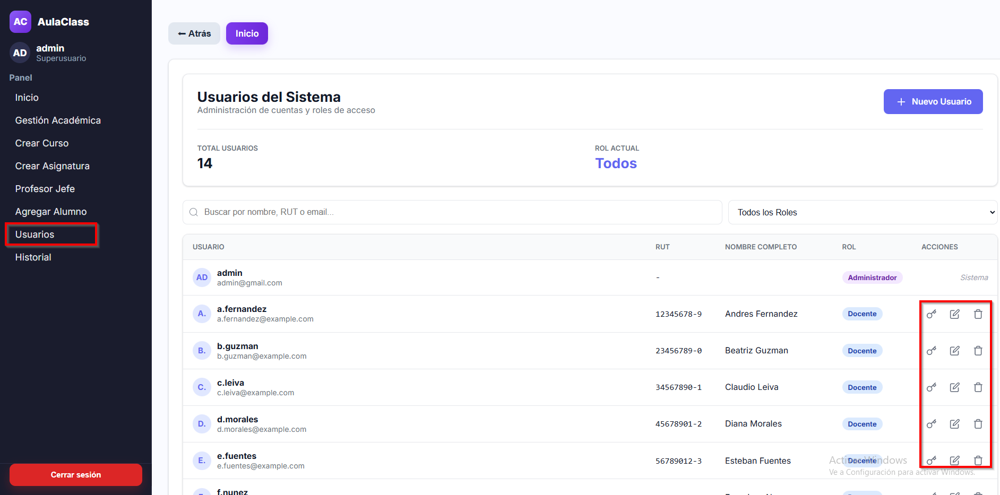 AC AulaClass
AD admin
Superusuario
Panel
Inicio
Gestión Académica
Crear Curso
Crear Asignatura
Profesor Jefe
Agregar Alumno
Usuarios
Historial
Cerrar sesión
← Atrás Inicio
Usuarios del Sistema
Administración de cuentas y roles de acceso
+ Nuevo Usuario
TOTAL USUARIOS ROL ACTUAL
14 Todos
Buscar por nombre, RUT o email... Todos los Roles
USUARIO RUT NOMBRE COMPLETO ROL ACCIONES
AD admin - Administrador Sistema
admin@gmail.com
A. a.fernandez 12345678-9 Andres Fernandez Docente
a.fernandez@example.com
B. b.guzman 23456789-0 Beatriz Guzman Docente
b.guzman@example.com
C. c.leiva 34567890-1 Claudio Leiva Docente
c.leiva@example.com
D. d.morales 45678901-2 Diana Morales Docente
d.morales@example.com
E. e.fuentes 56789012-3 Esteban Fuentes Docente
e.fuentes@example.com
Activar Windows
Ve a Configuración para activar Windows.
f.nunez